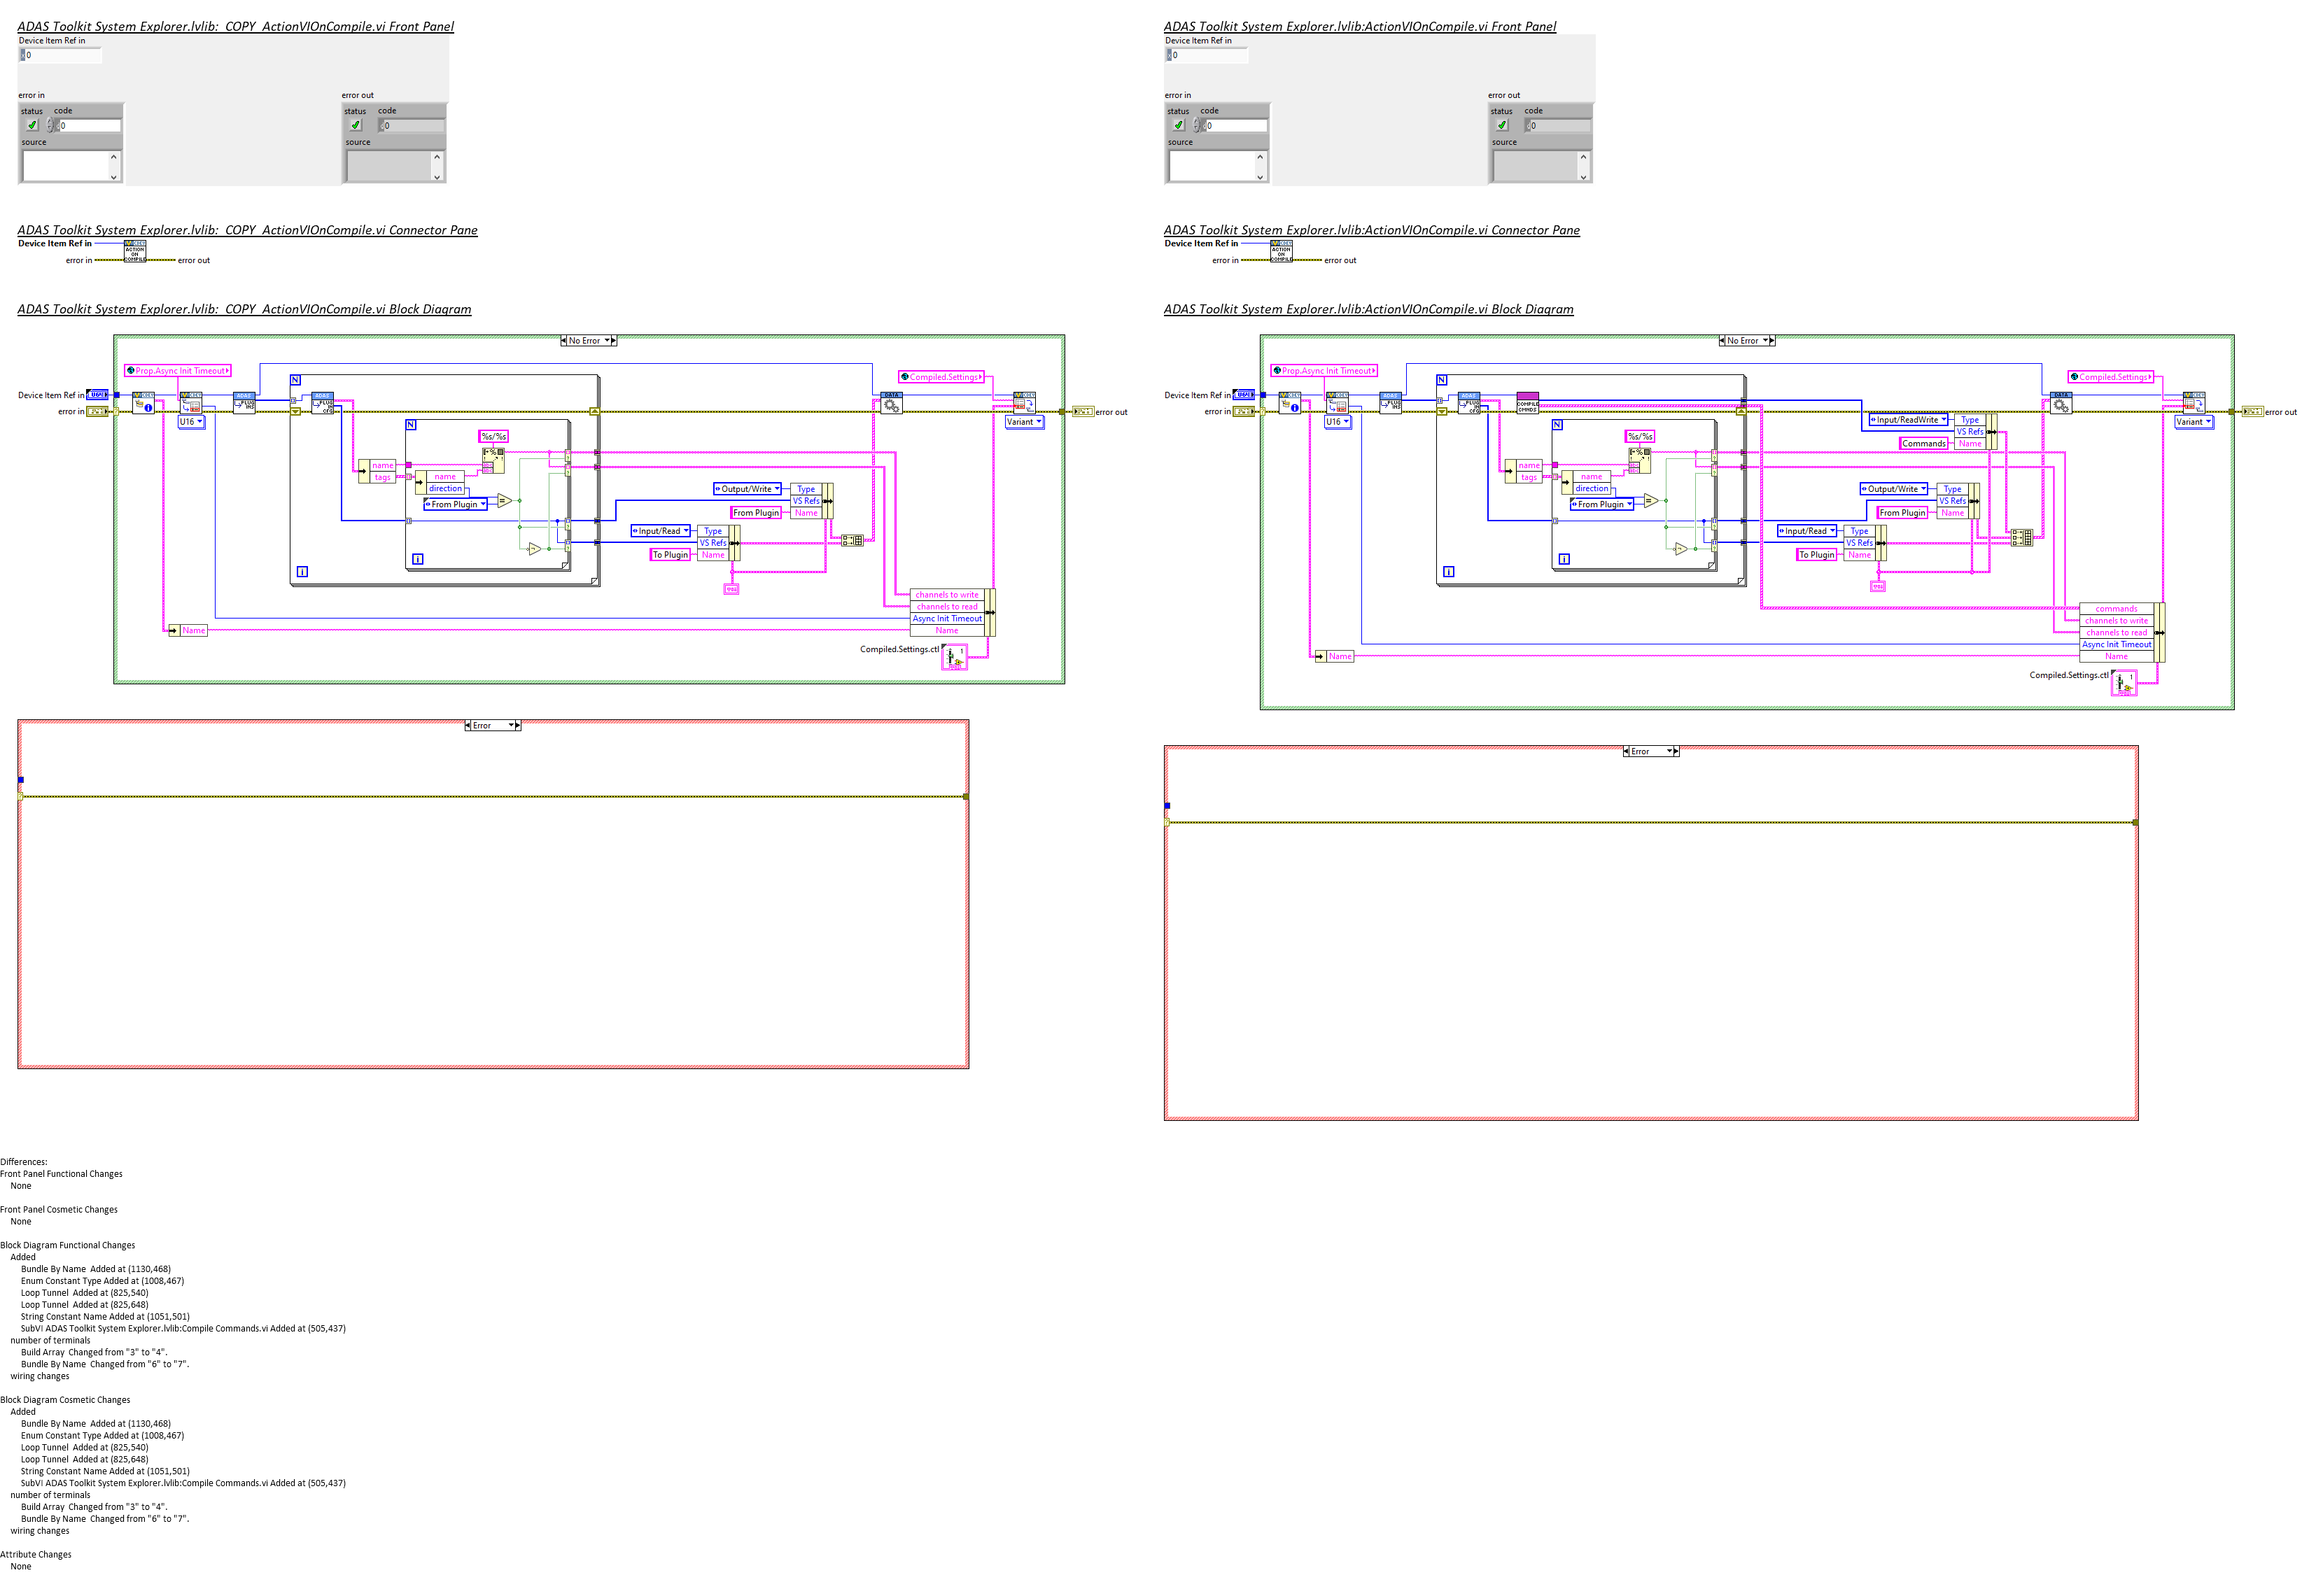 ADAS Toolkit System Explorer.lvlib:_COPY_ActionVIOnCompile.vi Front Panel
Device Item Ref in
0
error in
status code
0
source
error out
status code
0
source
ADAS Toolkit System Explorer.lvlib:_COPY_ActionVIOnCompile.vi Connector Pane
Device Item Ref in
ACTION
ON
COMPILE
error in
error out
ADAS Toolkit System Explorer.lvlib:_COPY_ActionVIOnCompile.vi Block Diagram
No Error
Prop.Async Init Timeout
Compiled.Settings
Device Item Ref in
error in
error out
U16
Variant
N
N
%s/%s
name
tags
name
direction
From Plugin
Output/Write
Type
VS Refs
From Plugin
Name
Input/Read
Type
VS Refs
To Plugin
Name
i
i
channels to write
channels to read
Async Init Timeout
Name
Name
Compiled.Settings.ctl
Error
ADAS Toolkit System Explorer.lvlib:ActionVIOnCompile.vi Front Panel
Device Item Ref in
0
error in
status code
0
source
error out
status code
0
source
ADAS Toolkit System Explorer.lvlib:ActionVIOnCompile.vi Connector Pane
Device Item Ref in
ACTION
ON
COMPILE
error in
error out
ADAS Toolkit System Explorer.lvlib:ActionVIOnCompile.vi Block Diagram
No Error
Prop.Async Init Timeout
Compiled.Settings
Device Item Ref in
error in
error out
U16
Variant
N
COMPILE
CMNDS
Input/ReadWrite
Type
VS Refs
Commands
Name
N
%s/%s
name
tags
name
direction
From Plugin
Output/Write
Type
VS Refs
From Plugin
Name
Input/Read
Type
VS Refs
To Plugin
Name
i
i
commands
channels to write
channels to read
Async Init Timeout
Name
Name
Compiled.Settings.ctl
Error
Differences:
Front Panel Functional Changes
None
Front Panel Cosmetic Changes
None
Block Diagram Functional Changes
Added
Bundle By Name Added at (1130,468)
Enum Constant Type Added at (1008,467)
Loop Tunnel Added at (825,540)
Loop Tunnel Added at (825,648)
String Constant Name Added at (1051,501)
SubVI ADAS Toolkit System Explorer.lvlib:Compile Commands.vi Added at (505,437)
number of terminals
Build Array Changed from "3" to "4".
Bundle By Name Changed from "6" to "7".
wiring changes
Block Diagram Cosmetic Changes
Added
Bundle By Name Added at (1130,468)
Enum Constant Type Added at (1008,467)
Loop Tunnel Added at (825,540)
Loop Tunnel Added at (825,648)
String Constant Name Added at (1051,501)
SubVI ADAS Toolkit System Explorer.lvlib:Compile Commands.vi Added at (505,437)
number of terminals
Build Array Changed from "3" to "4".
Bundle By Name Changed from "6" to "7".
wiring changes
Attribute Changes
None